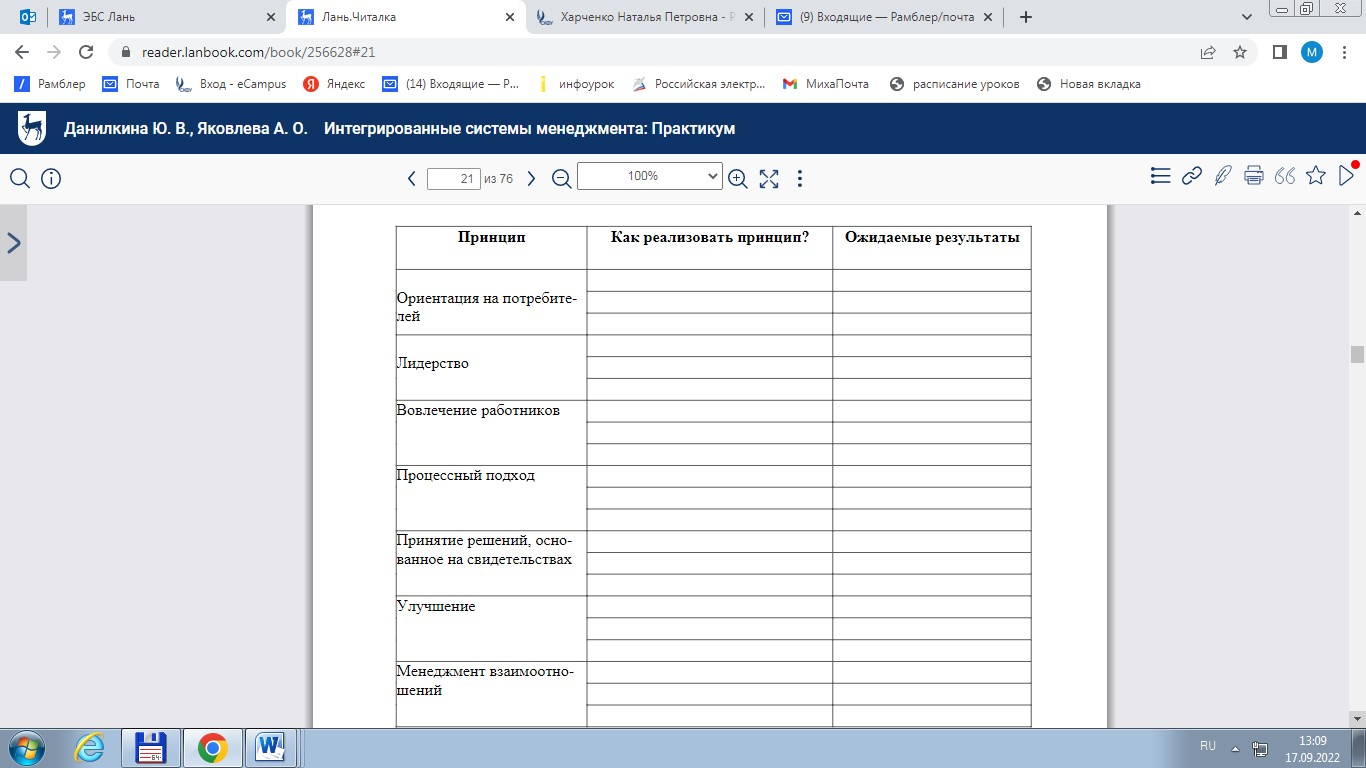 ЭБС Лань
Лань.Читалка
Харченко Наталья Петровна - Р
(9) Входящие — Рамблер/почта
reader.lanbook.com/book/256628#21
М
Рамблер
Почта
Вход - eCampus
Яндекс
(14) Входящие — Р...
инфоурок
Российская электр...
МихаПочта
расписание уроков
Новая вкладка
Данилкина Ю. В., Яковлева А. О. Интегрированные системы менеджмента: Практикум
21 из 76
100%
Принцип
Как реализовать принцип?
Ожидаемые результаты
Ориентация на потребите-
лей
Лидерство
Вовлечение работников
Процессный подход
Принятие решений, осно-
ванное на свидетельствах
Улучшение
Менеджмент взаимоотно-
шений
64
RU
13:09
17.09.2022